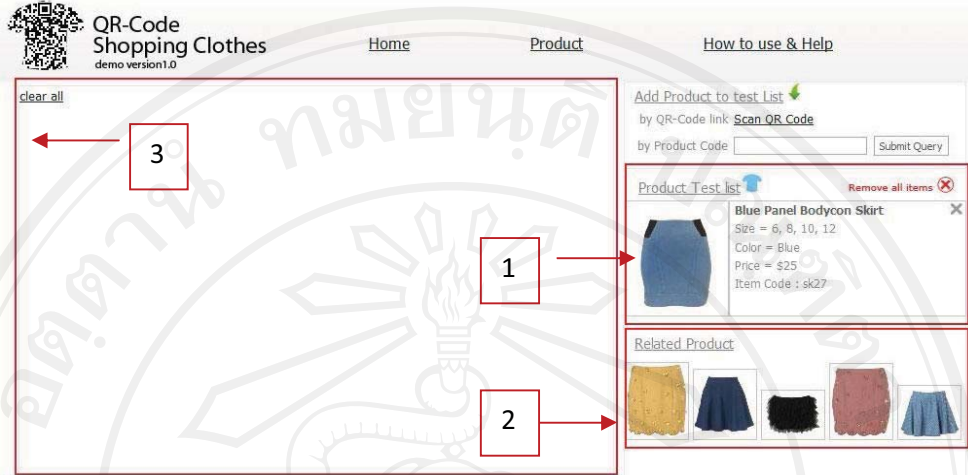 QR-Code
Shopping Clothes
demo version1.0
Home
Product
How to use & Help
clear all
3
Add Product to test List
by QR-Code link Scan QR Code
by Product Code
Submit Query
Product Test list
Remove all items
Blue Panel Bodycon Skirt
Size = 6, 8, 10, 12
Color = Blue
Price = $25
Item Code : sk27
1
Related Product
2